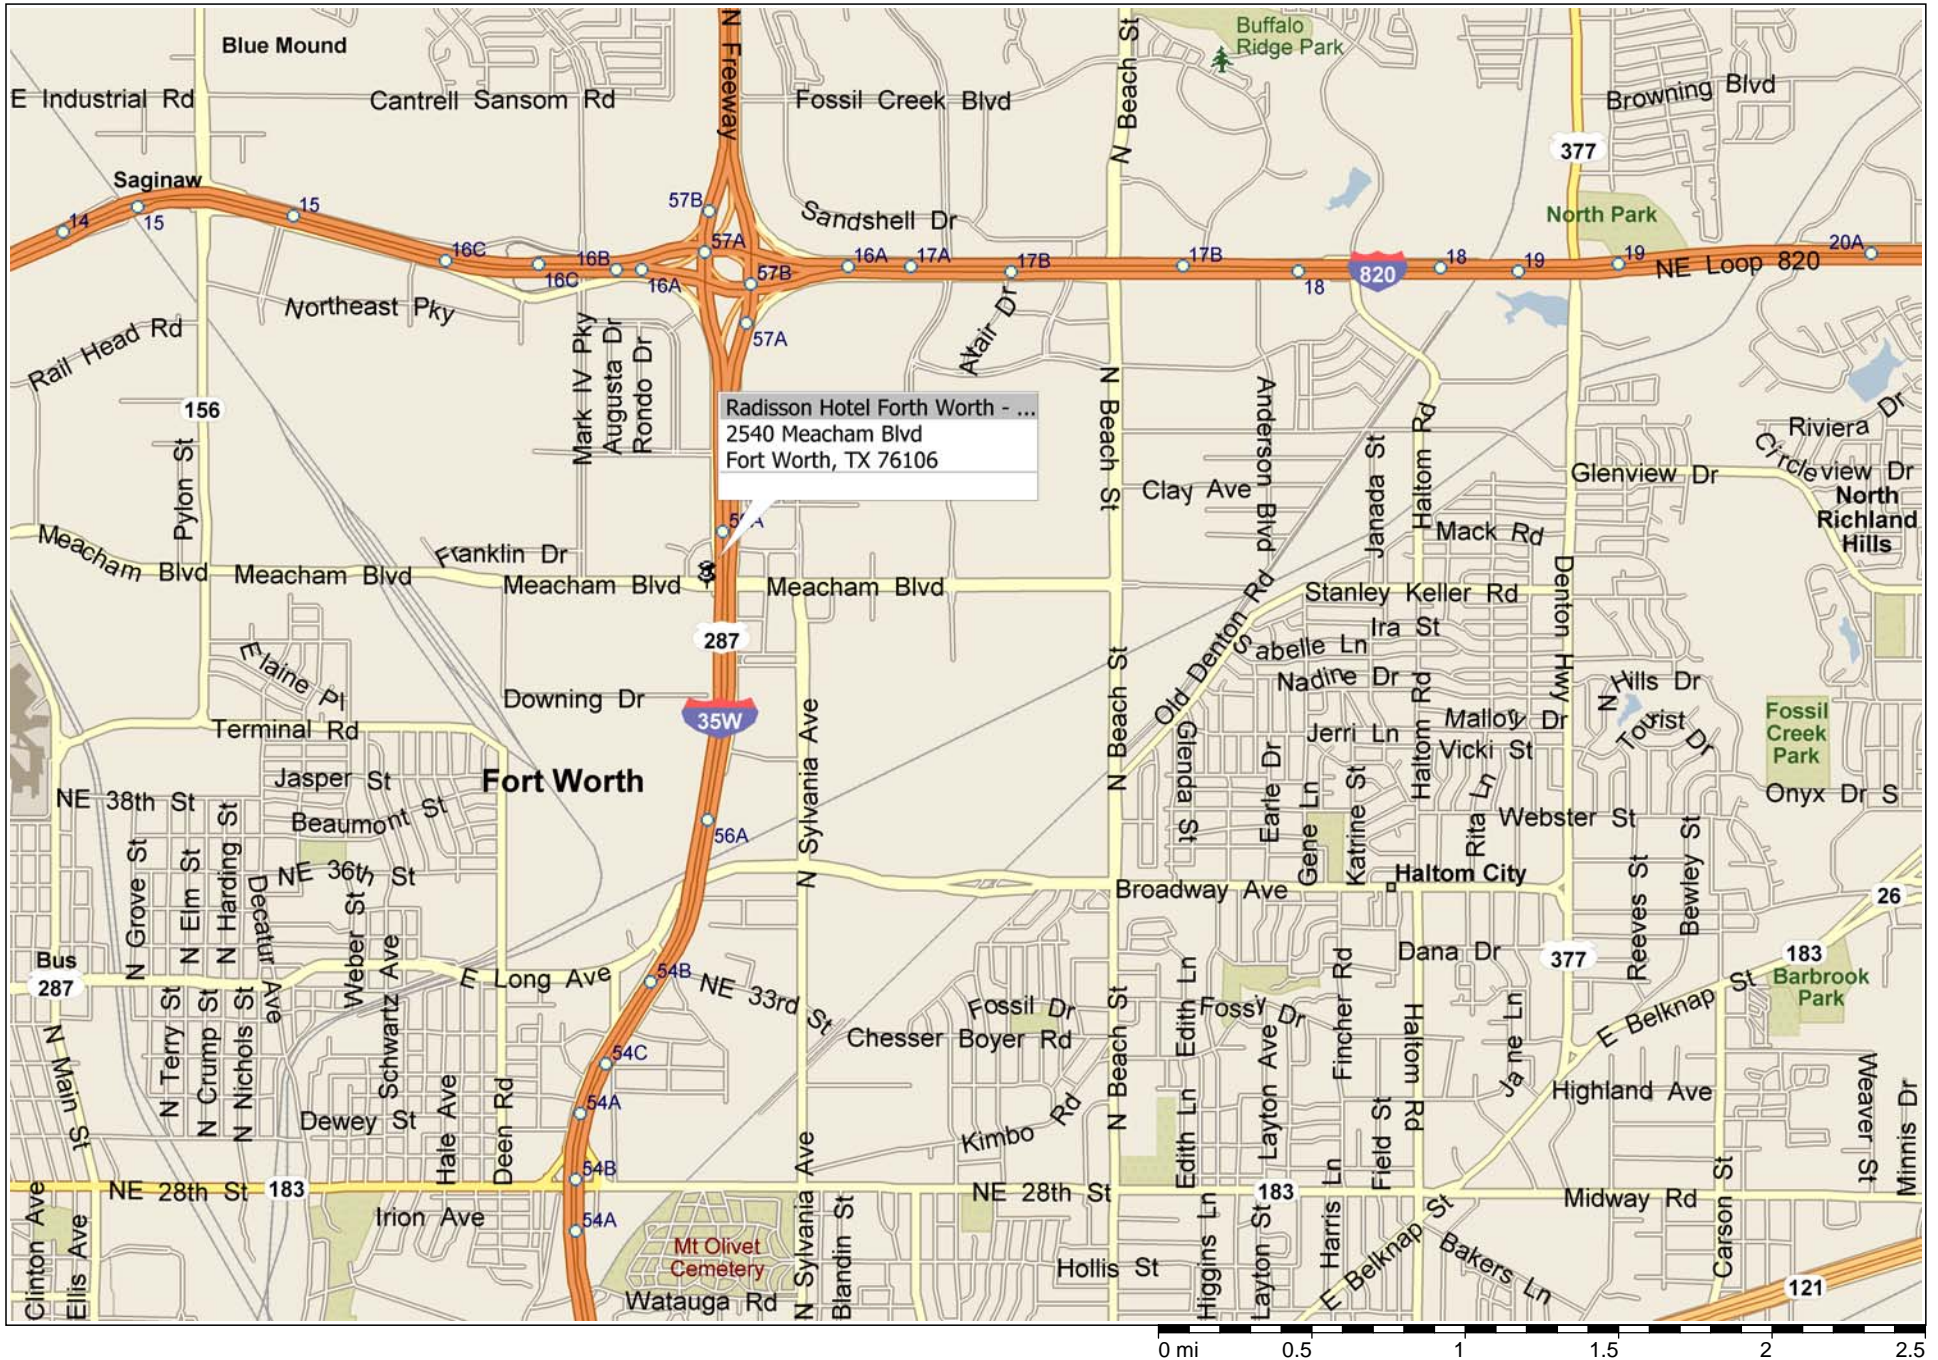 Blue Mound
N Freeway
N Beach St
Buffalo
Ridge Park
E Industrial Rd
Cantrell Sansom Rd
Fossil Creek Blvd
Browning Blvd
377
Saginaw
14
15
15
16C
16C
16B
16A
57B
57A
57B
57A
Sandshell Dr
16A
17A
17B
17B
18
820
18
19
North Park
19
NE Loop 820
20A
Northeast Pky
Rail Head Rd
Mark IV Pky
Augusta Dr
Rondo Dr
Altair Dr
156
Pylon St
Radisson Hotel Forth Worth - ...
2540 Meacham Blvd
Fort Worth, TX 76106
N Beach St
Anderson Blvd
Janada St
Haltom Rd
Riviera Dr
Circleview Dr
Glenview Dr
North
Richland
Hills
Clay Ave
Mack Rd
Meacham Blvd
Meacham Blvd
Franklin Dr
Meacham Blvd
Meacham Blvd
Stanley Keller Rd
Denton Hwy
287
Ira St
Sabelle Ln
Nadine Dr
Old Denton Rd
Elaine Pl
Downing Dr
35W
N Beach St
Haltom Rd
N Hills Dr
Malloy Dr
Tourist Dr
Fossil
Creek
Park
Terminal Rd
Jerri Ln
Vicki St
Glenda St
Earle Dr
Gene Ln
Katrine St
Rita Ln
Fort Worth
N Sylvania Ave
Jasper St
NE 38th St
Beaumont St
Onyx Dr S
Webster St
56A
NE 36th St
N Grove St
N Elm St
N Harding St
Decatur Ave
Weber St
Schwartz Ave
Broadway Ave
Haltom City
Reeves St
Bewley St
26
183
Bus
287
E Long Ave
54B
NE 33rd St
Dana Dr
377
Barbrook
Park
E Belknap St
N Main St
N Terry St
N Crump St
N Nichols St
Fossil Dr
Chesser Boyer Rd
N Beach St
Edith Ln
Edith Ln
Fossy Dr
Layton Ave
Fincher Rd
Haltom Rd
Jane Ln
54C
54A
Highland Ave
Weaver St
Minnis Dr
Dewey St
Hale Ave
Deen Rd
Kimbo Rd
Field St
54B
NE 28th St
183
NE 28th St
183
Midway Rd
Carson St
Clinton Ave
Ellis Ave
Irion Ave
54A
Mt Olivet
Cemetery
Watauga Rd
N Sylvania Ave
Blandin St
Hollis St
Higgins Ln
Layton St
Harris Ln
E Belknap St
Bakers Ln
121
0 mi 0.5 1 1.5 2 2.5